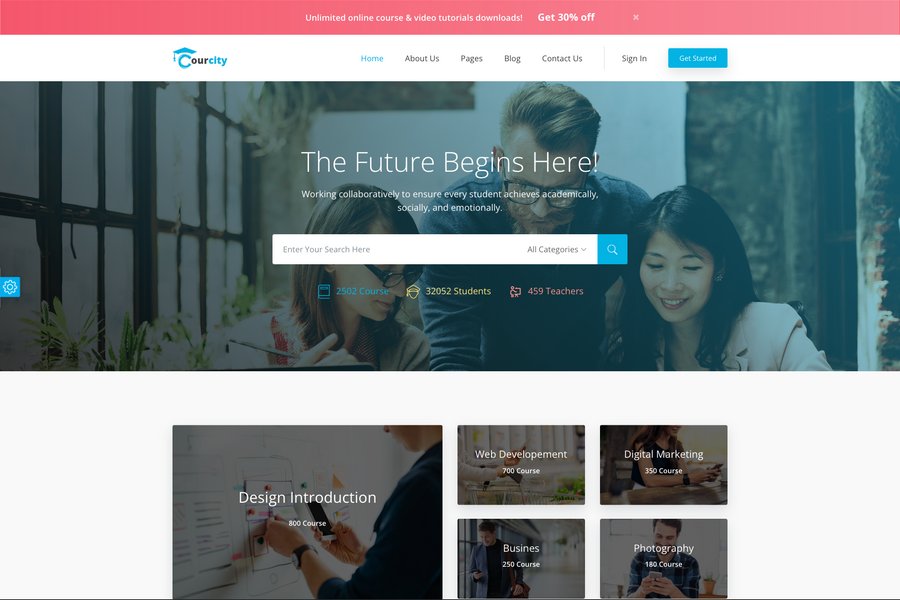 Unlimited online course & video tutorials downloads! Get 30% off ×
Courcity
Home About Us Pages Blog Contact Us Sign In Get Started
The Future Begins Here!
Working collaboratively to ensure every student achieves academically,
socially, and emotionally.
Enter Your Search Here All Categories
2502 Course 32052 Students 459 Teachers
Design Introduction
800 Course
Web Developement
700 Course
Digital Marketing
350 Course
Busines
250 Course
Photography
180 Course